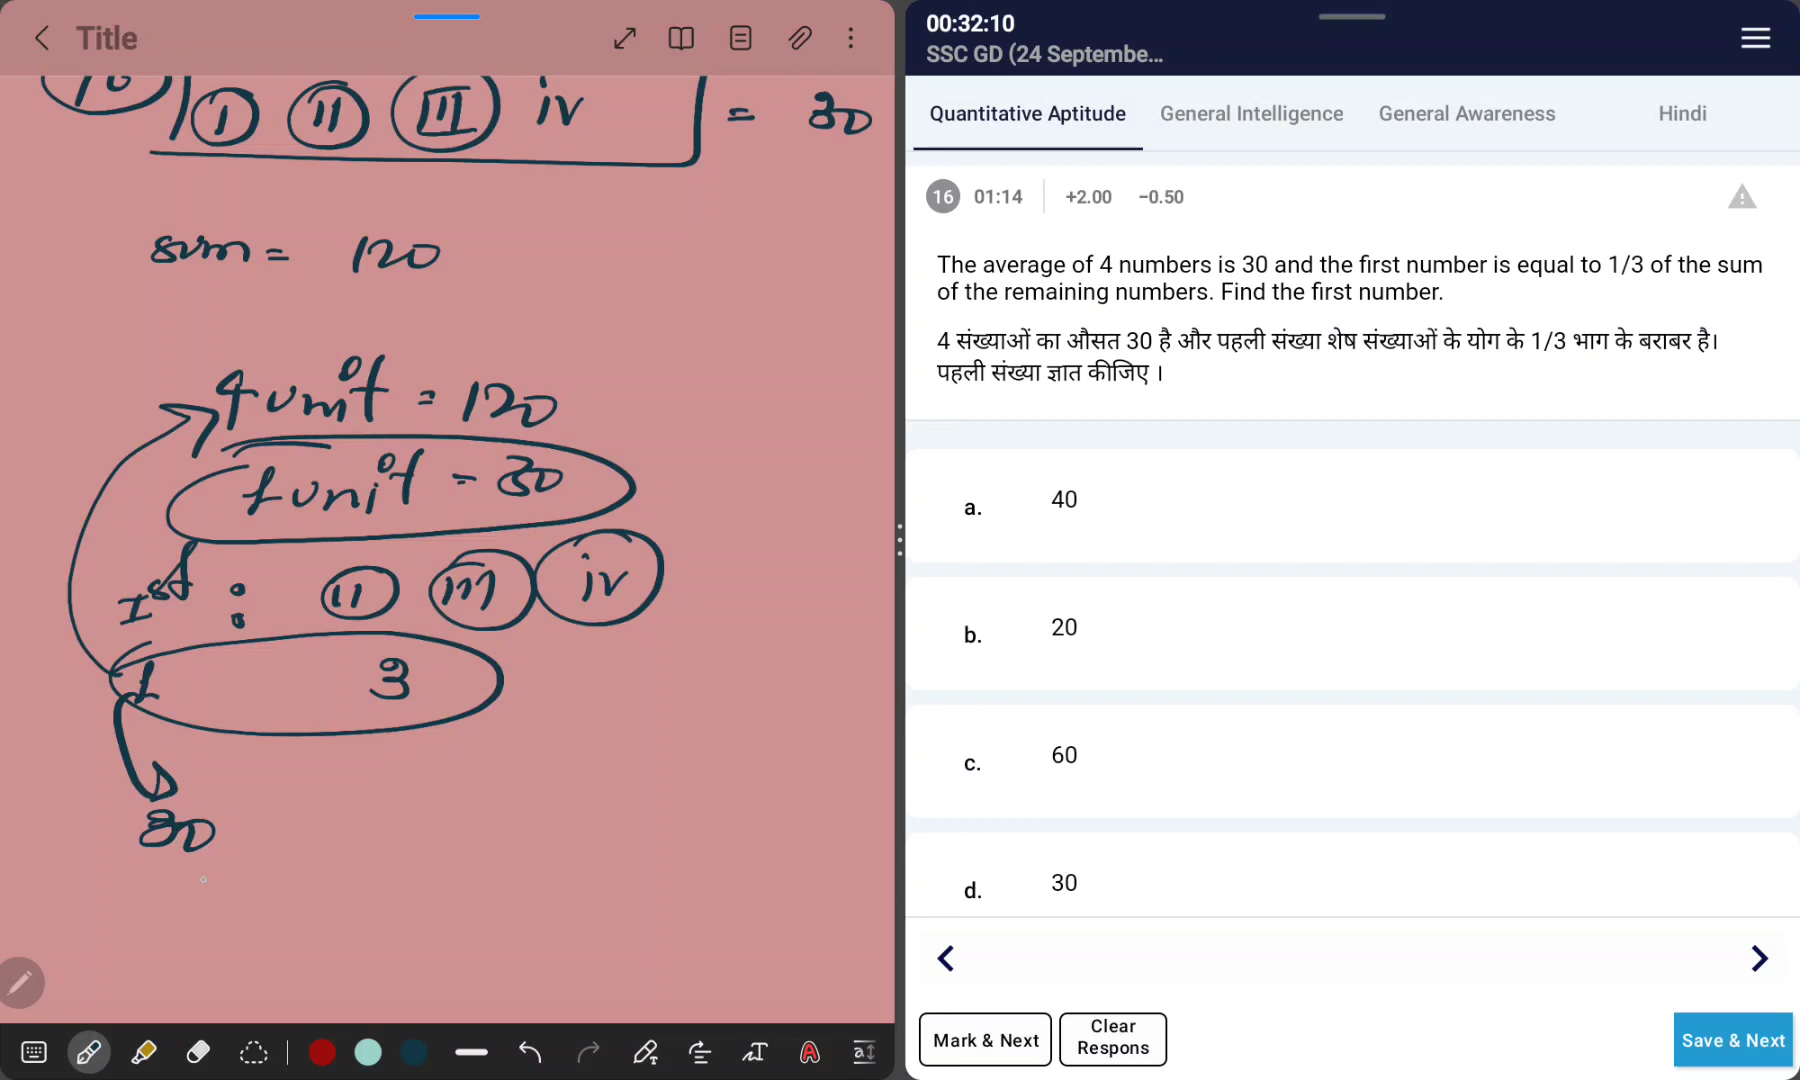 Title
I II III iv = 30
sum = 120
4 unit = 120
1 unit = 30
Ist : II III iv
1 3
30
00:32:10
SSC GD (24 Septembe...
Quantitative Aptitude General Intelligence General Awareness Hindi
16 01:14 +2.00 −0.50
The average of 4 numbers is 30 and the first number is equal to 1/3 of the sum
of the remaining numbers. Find the first number.
4 संख्याओं का औसत 30 है और पहली संख्या शेष संख्याओं के योग के 1/3 भाग के बराबर है।
पहली संख्या ज्ञात कीजिए ।
a. 40
b. 20
c. 60
d. 30
Mark & Next
Clear
Respons
Save & Next